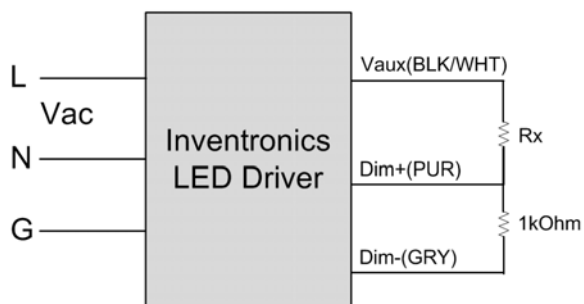 L
Vac
N
G
Inventronics
LED Driver
Vaux(BLK/WHT)
Rx
Dim+(PUR)
1kOhm
Dim-(GRY)